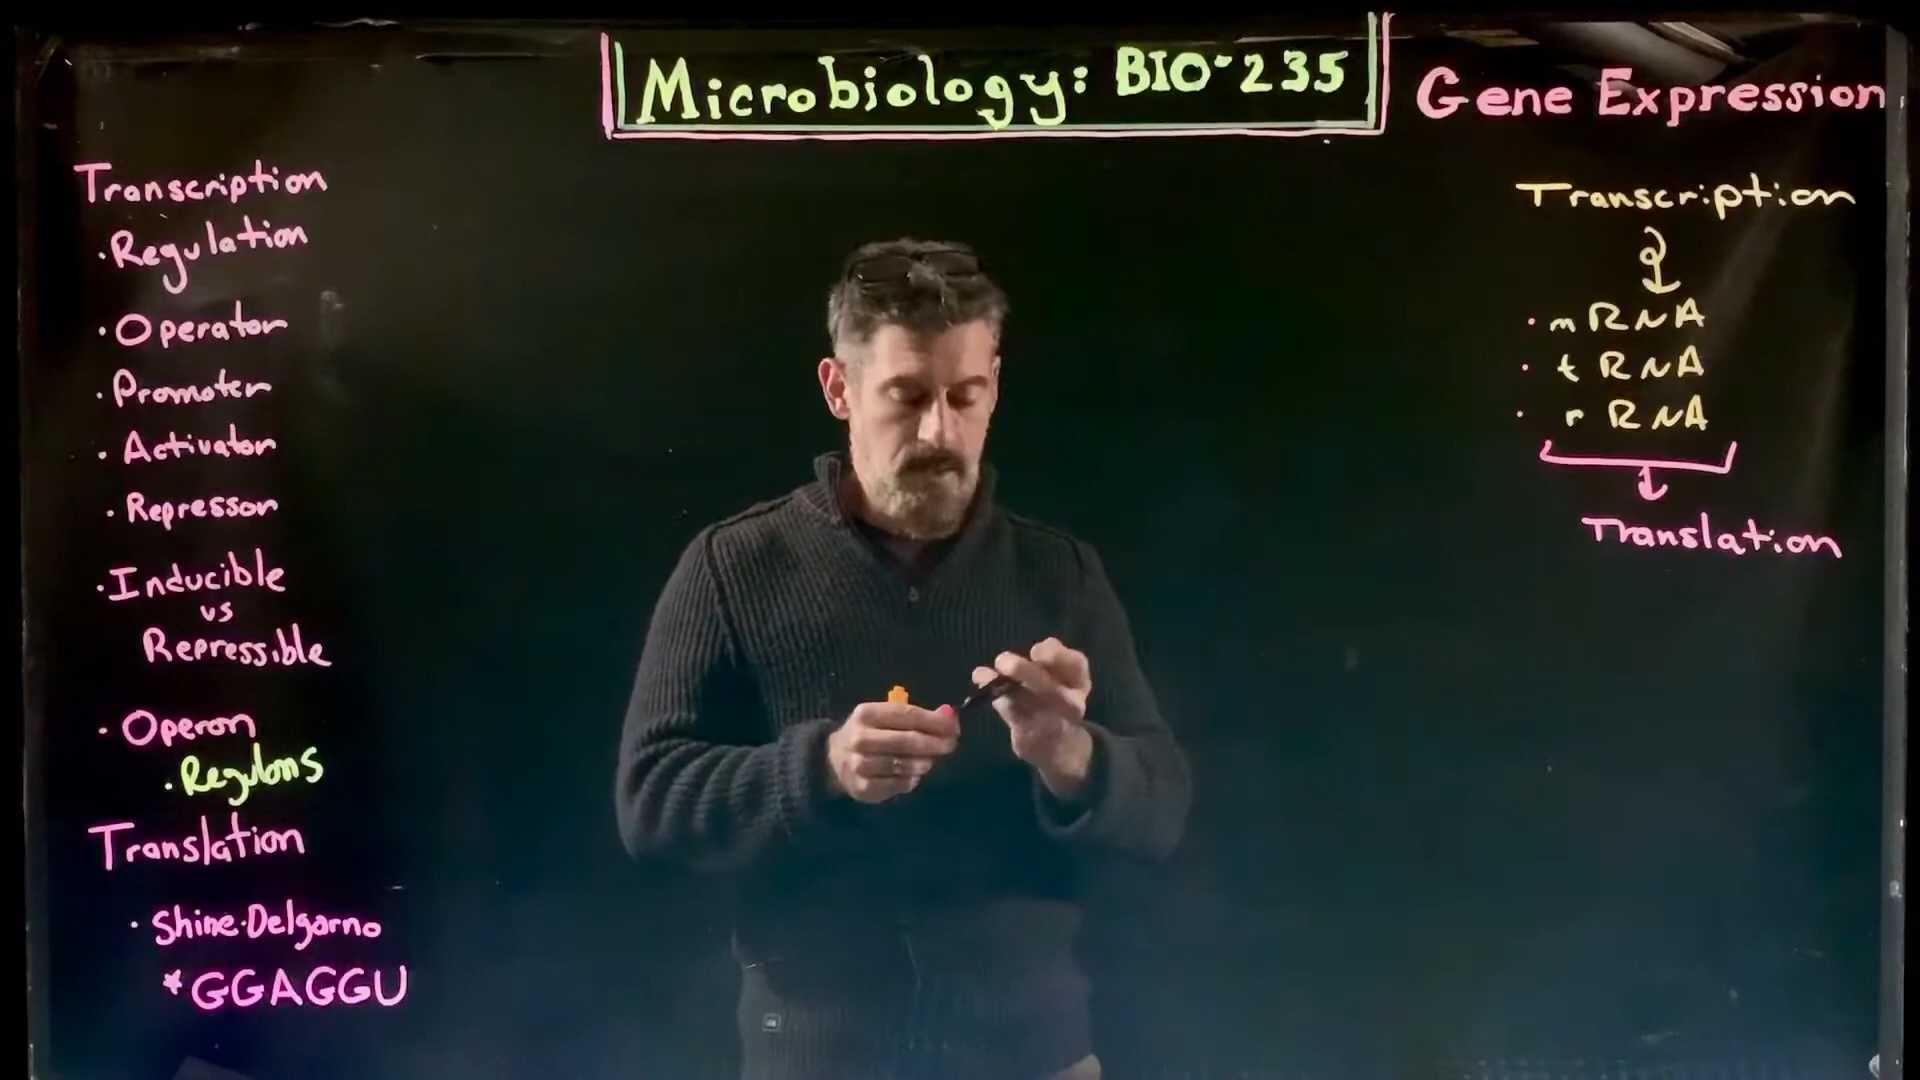 Microbiology: BIO-235
Gene Expression
Transcription
·Regulation
·Operator
·Promoter
·Activator
·Repressor
·Inducible
vs
Repressible
·Operon
·Regulons
Translation
·Shine-Delgarno
*GGAGGU
Transcription
·mRNA
·tRNA
·rRNA
Translation